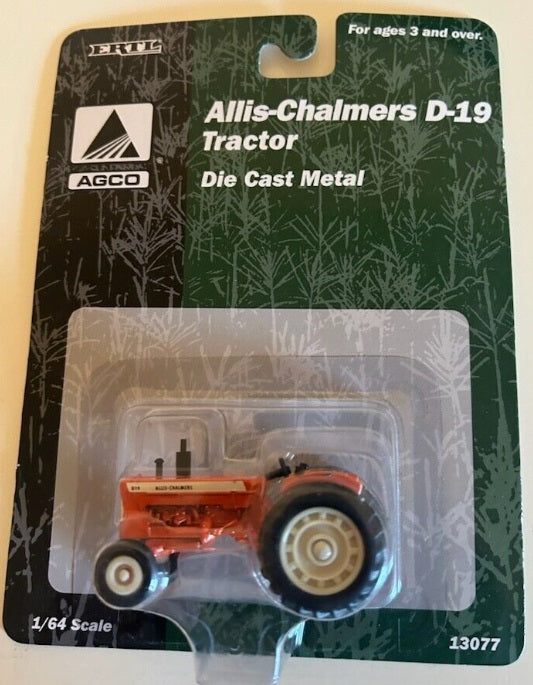 For ages 3 and over.
ERTL
Allis-Chalmers D-19
Tractor
Die Cast Metal
AGCO
®
D19 ALLIS-CHALMERS
1/64 Scale
13077